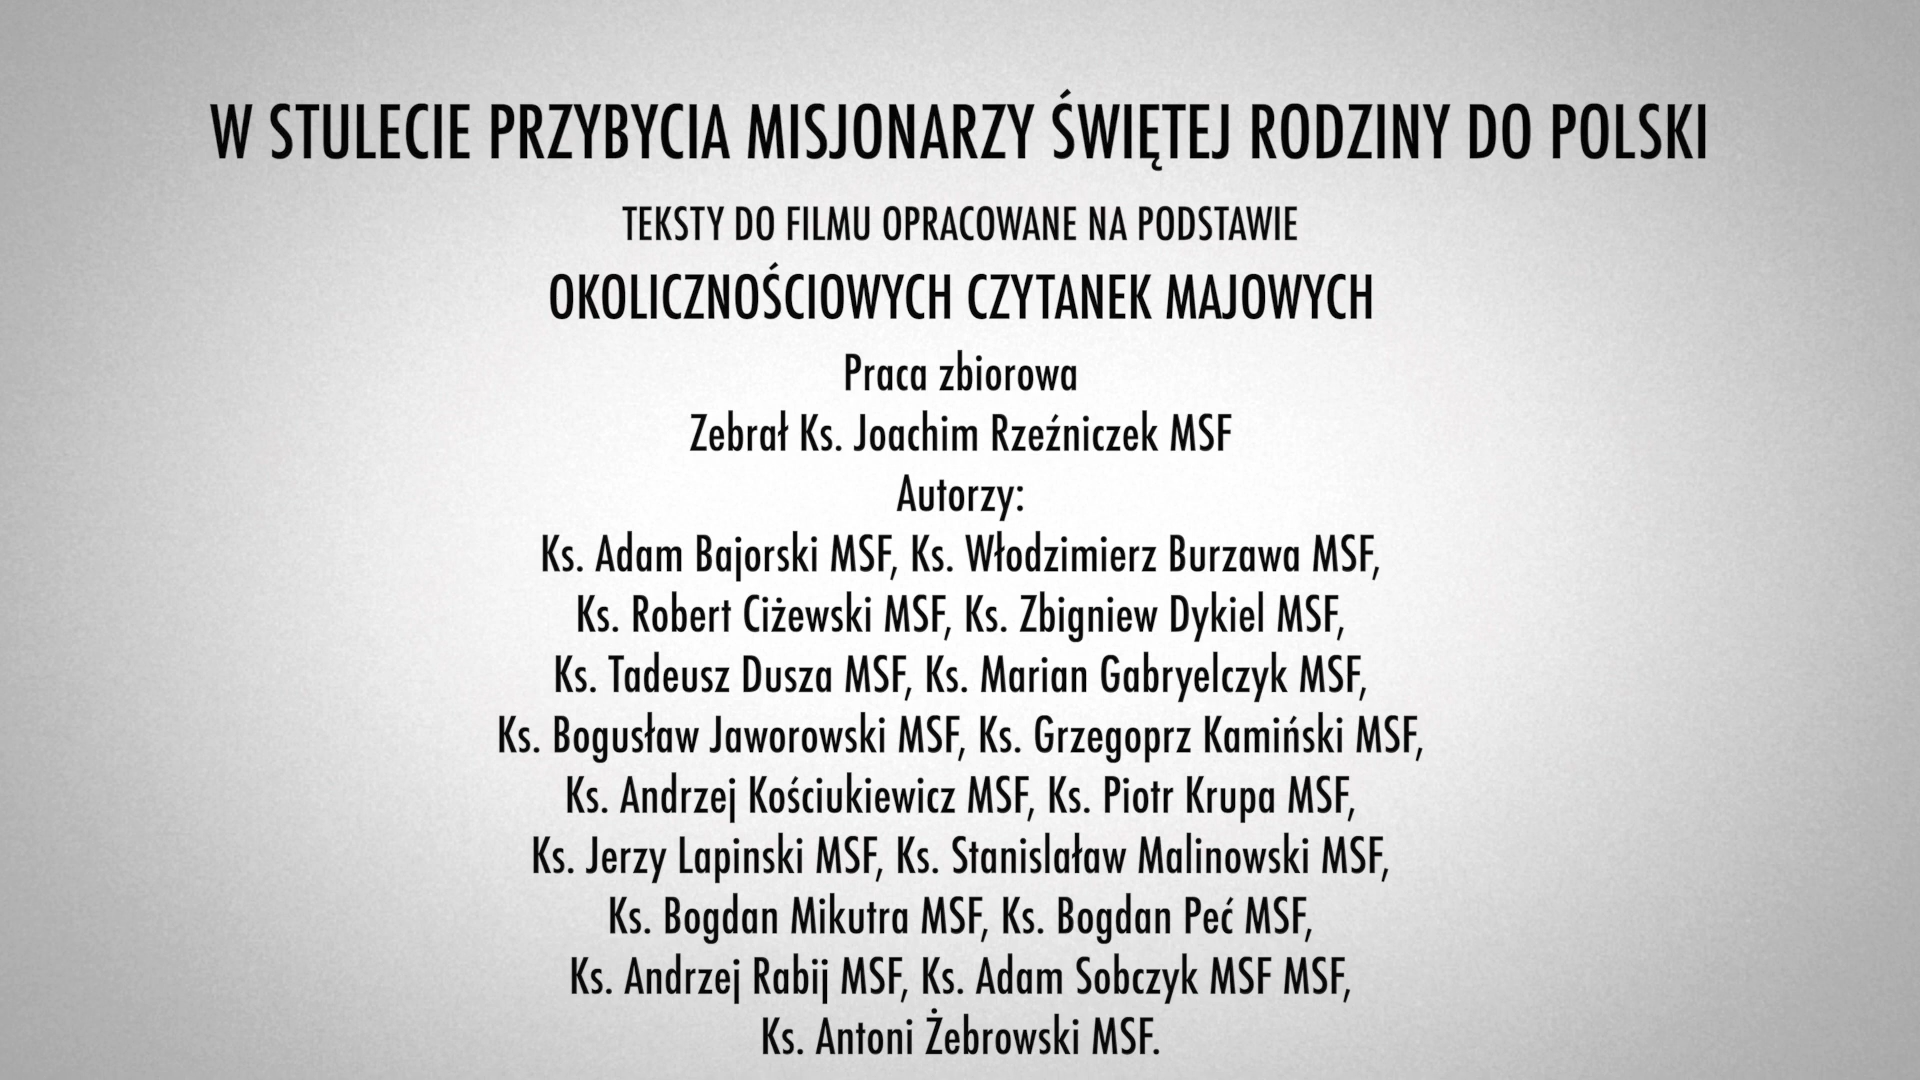 W STULECIE PRZYBYCIA MISJONARZY ŚWIĘTEJ RODZINY DO POLSKI
TEKSTY DO FILMU OPRACOWANE NA PODSTAWIE
OKOLICZNOŚCIOWYCH CZYTANEK MAJOWYCH
Praca zbiorowa
Zebrał Ks. Joachim Rzeźniczek MSF
Autorzy:
Ks. Adam Bajorski MSF, Ks. Włodzimierz Burzawa MSF,
Ks. Robert Ciżewski MSF, Ks. Zbigniew Dykiel MSF,
Ks. Tadeusz Dusza MSF, Ks. Marian Gabryelczyk MSF,
Ks. Bogusław Jaworowski MSF, Ks. Grzegoprz Kamiński MSF,
Ks. Andrzej Kościukiewicz MSF, Ks. Piotr Krupa MSF,
Ks. Jerzy Lapinski MSF, Ks. Stanislaław Malinowski MSF,
Ks. Bogdan Mikutra MSF, Ks. Bogdan Peć MSF,
Ks. Andrzej Rabij MSF, Ks. Adam Sobczyk MSF MSF,
Ks. Antoni Żebrowski MSF.